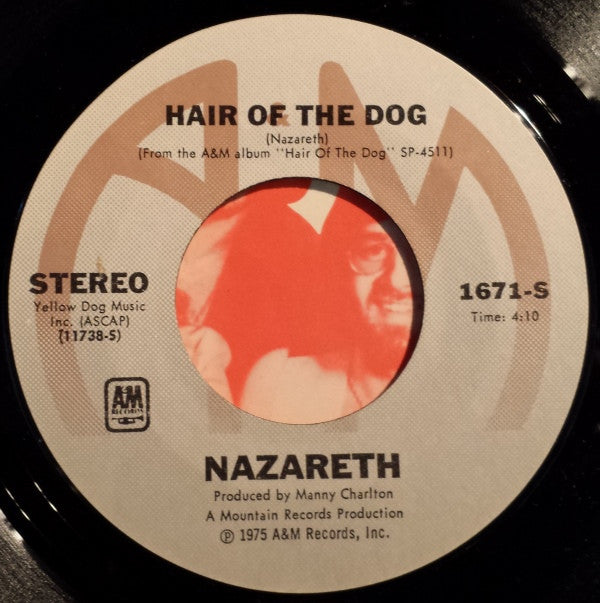 HAIR OF THE DOG
(Nazareth)
(From the A&M album "Hair Of The Dog" SP-4511)
STEREO
Yellow Dog Music
Inc. (ASCAP)
(11738-S)
1671-S
Time: 4:10
AM
RECORDS
NAZARETH
Produced by Manny Charlton
A Mountain Records Production
℗ 1975 A&M Records, Inc.